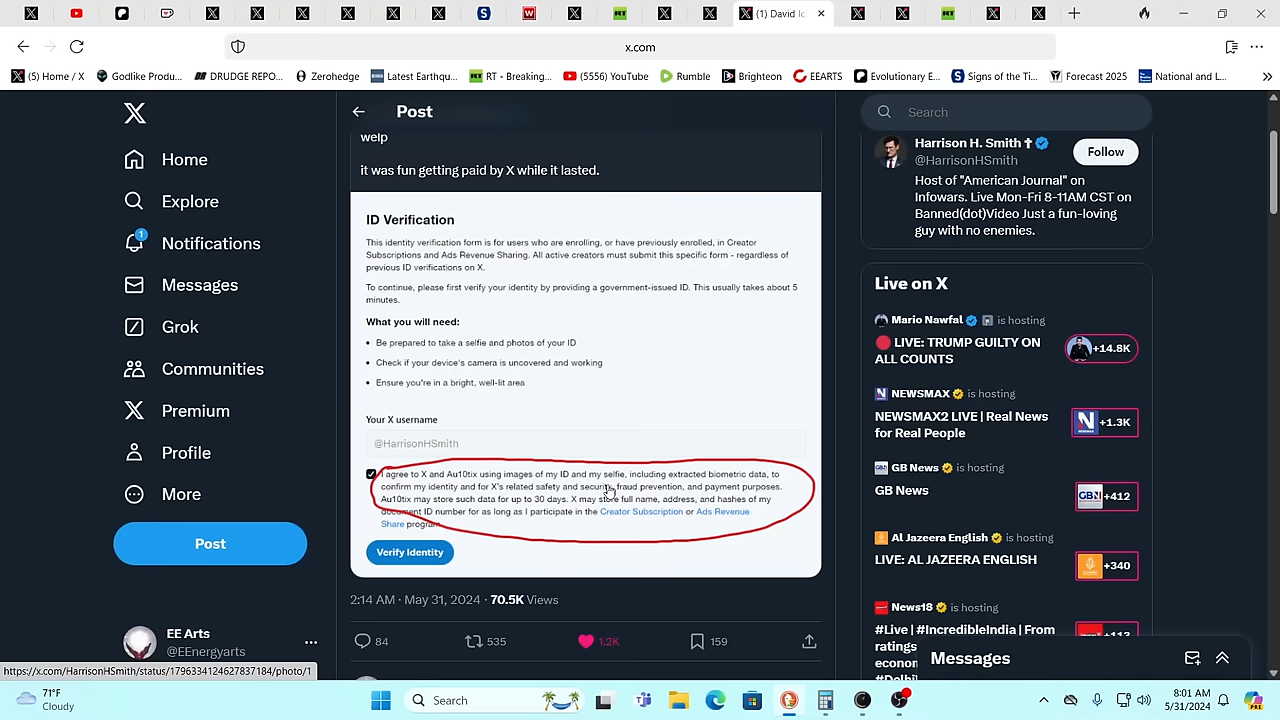 (1) David Ic
x.com
(5) Home / X
Godlike Produ...
DRUDGE REPO...
Zerohedge
Latest Earthqu...
RT - Breaking...
(5556) YouTube
Rumble
Brighteon
EEARTS
Evolutionary E...
Signs of the Ti...
Forecast 2025
National and L...
Home
Explore
1
Notifications
Messages
Grok
Communities
Premium
Profile
More
Post
EE Arts
@EEnergyarts
https://x.com/HarrisonHSmith/status/1796334124627837184/photo/1
Post
welp
it was fun getting paid by X while it lasted.
ID Verification
This identity verification form is for users who are enrolling, or have previously enrolled, in Creator
Subscriptions and Ads Revenue Sharing. All active creators must submit this specific form - regardless of
previous ID verifications on X.
To continue, please first verify your identity by providing a government-issued ID. This usually takes about 5
minutes.
What you will need:
• Be prepared to take a selfie and photos of your ID
• Check if your device's camera is uncovered and working
• Ensure you're in a bright, well-lit area
Your X username
@HarrisonHSmith
I agree to X and Au10tix using images of my ID and my selfie, including extracted biometric data, to
confirm my identity and for X's related safety and security, fraud prevention, and payment purposes.
Au10tix may store such data for up to 30 days. X may store full name, address, and hashes of my
document ID number for as long as I participate in the Creator Subscription or Ads Revenue
Share program.
Verify Identity
2:14 AM · May 31, 2024 · 70.5K Views
84
535
1.2K
159
Search
Harrison H. Smith
@HarrisonHSmith
Follow
Host of "American Journal" on
Infowars. Live Mon-Fri 8-11AM CST on
Banned(dot)Video Just a fun-loving
guy with no enemies.
Live on X
Mario Nawfal is hosting
LIVE: TRUMP GUILTY ON
ALL COUNTS
+14.8K
NEWSMAX is hosting
NEWSMAX2 LIVE | Real News
for Real People
+1.3K
GB News is hosting
GB News
+412
Al Jazeera English is hosting
LIVE: AL JAZEERA ENGLISH
+340
News18 is hosting
#Live | #IncredibleIndia | From
ratings
econom
+113
Messages
71°F
Cloudy
Search
8:01 AM
5/31/2024